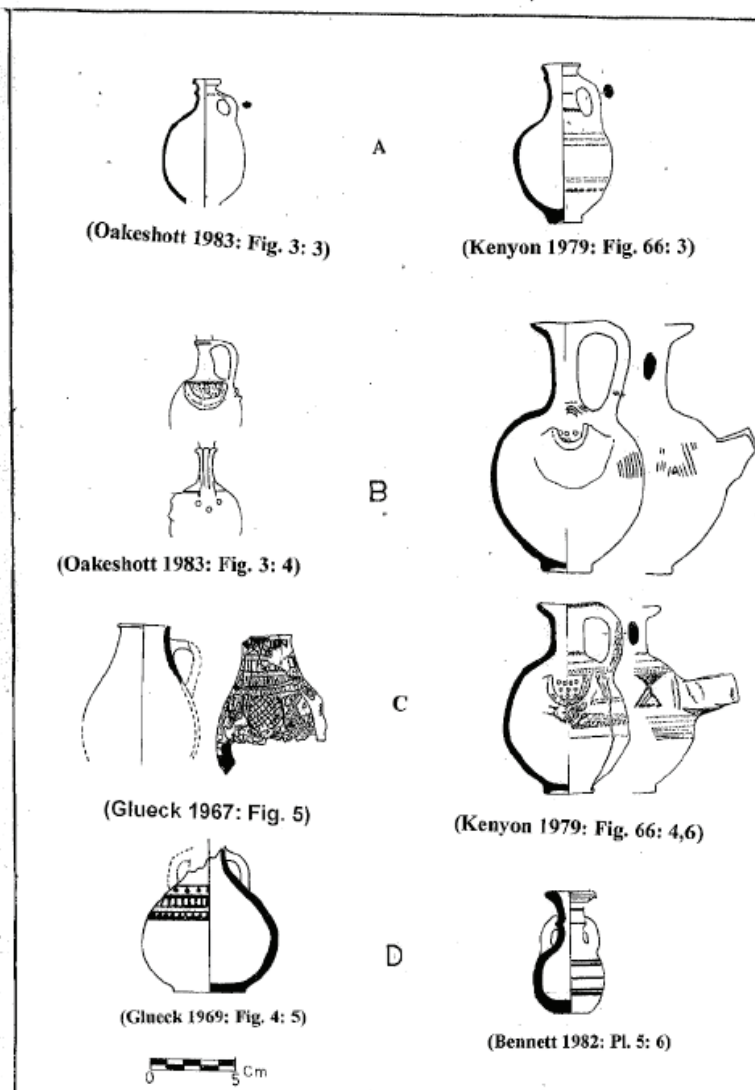 A
(Oakeshott 1983: Fig. 3: 3)
(Kenyon 1979: Fig. 66: 3)
B
(Oakeshott 1983: Fig. 3: 4)
C
(Glueck 1967: Fig. 5)
(Kenyon 1979: Fig. 66: 4,6)
D
(Glueck 1969: Fig. 4: 5)
(Bennett 1982: Pl. 5: 6)
0 5 Cm